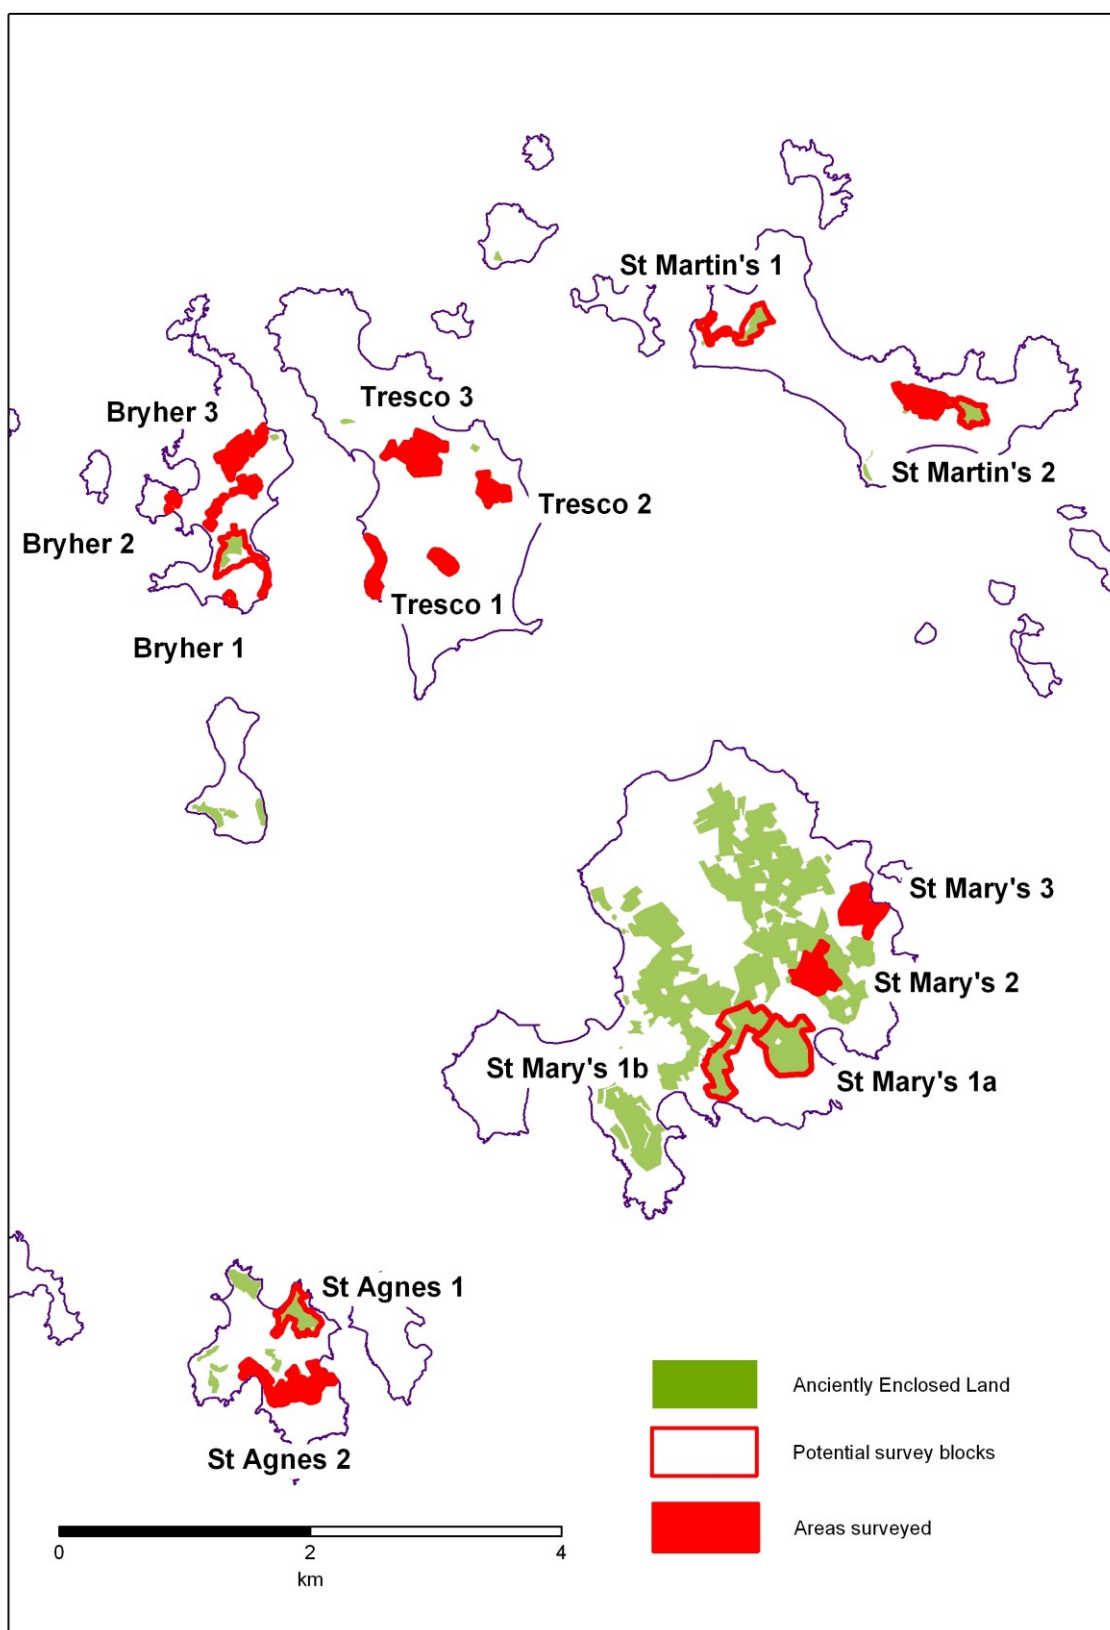 St Martin's 1
Tresco 3
Bryher 3
St Martin's 2
Tresco 2
Bryher 2
Tresco 1
Bryher 1
St Mary's 3
St Mary's 2
St Mary's 1b
St Mary's 1a
St Agnes 1
St Agnes 2
Anciently Enclosed Land
Potential survey blocks
Areas surveyed
0 2 4
km